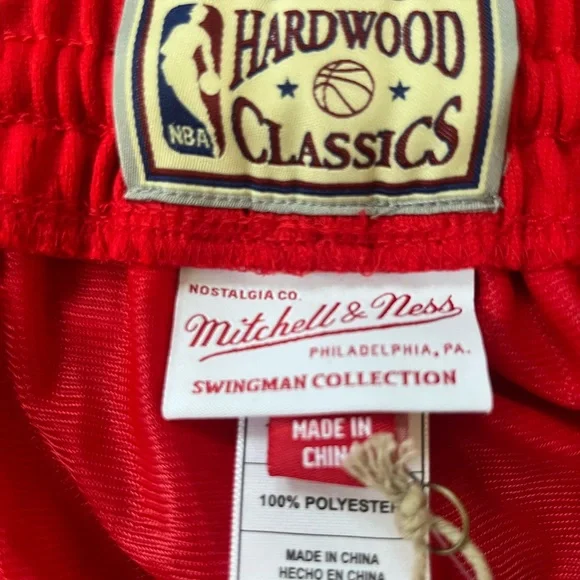 HARDWOOD
NBA
CLASSICS
NOSTALGIA CO.
Mitchell & Ness
PHILADELPHIA, PA.
SWINGMAN COLLECTION
MADE IN
CHINA
100% POLYESTER
MADE IN CHINA
HECHO EN CHINA